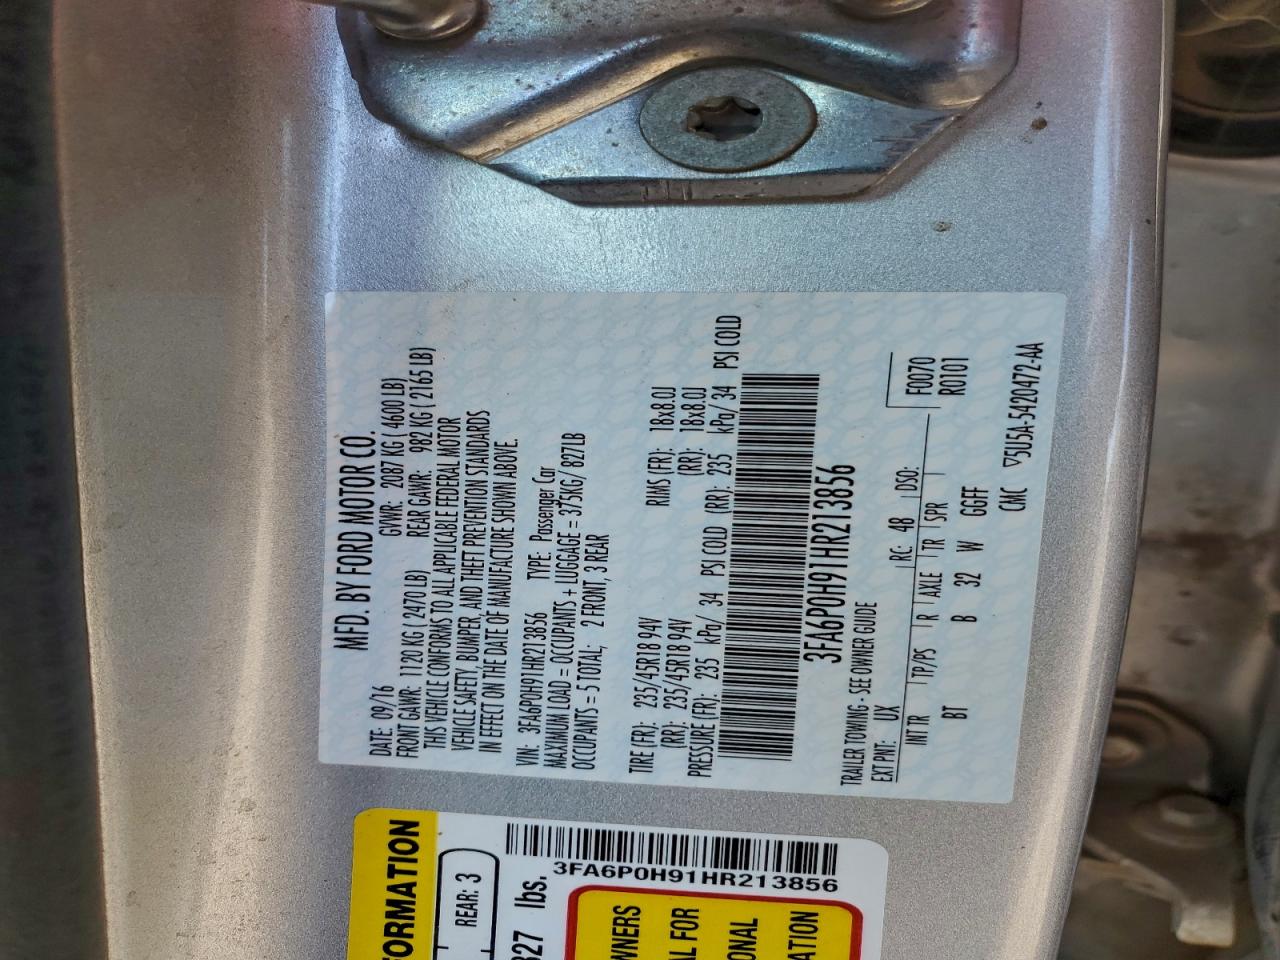 MFD. BY FORD MOTOR CO.
DATE: 09/16 GVWR: 2087 KG ( 4600 LB)
FRONT GAWR: 1120 KG ( 2470 LB) REAR GAWR: 982 KG ( 2165 LB)
THIS VEHICLE CONFORMS TO ALL APPLICABLE FEDERAL MOTOR
VEHICLE SAFETY, BUMPER, AND THEFT PREVENTION STANDARDS
IN EFFECT ON THE DATE OF MANUFACTURE SHOWN ABOVE.
VIN: 3FA6P0H91HR213856 TYPE: Passenger Car
MAXIMUM LOAD = OCCUPANTS + LUGGAGE = 375KG/ 827LB
OCCUPANTS = 5 TOTAL; 2 FRONT, 3 REAR
TIRE (FR): 235/45R18 94V RIMS (FR): 18x8.0J
(RR): 235/45R18 94V (RR): 18x8.0J
PRESSURE (FR): 235 kPa/ 34 PSI COLD (RR): 235 kPa/ 34 PSI COLD
3FA6P0H91HR213856
TRAILER TOWING - SEE OWNER GUIDE
EXT PNT: UX RC: 48 DSO: F0070
INT TR TP/PS R AXLE TR SPR R0101
BT B 32 W GGFF
CMC ▽5U5A-5420472-AA
FORMATION
REAR: 3
827 lbs.
3FA6P0H91HR213856
WNERS
AL FOR
ONAL
ATION